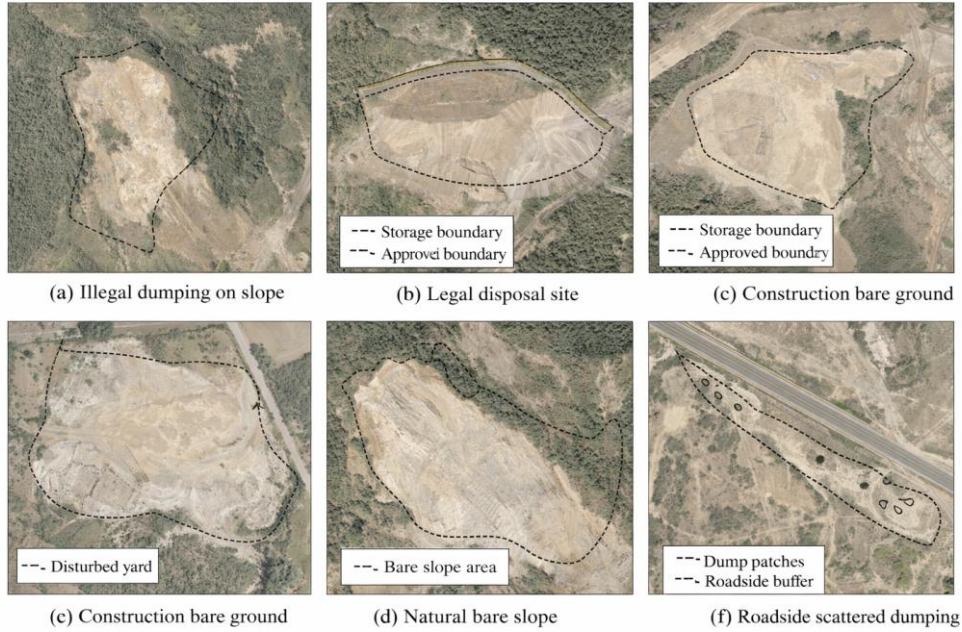 --- Storage boundary
--- Approved boundary
--- Storage boundary
--- Approved boundry
(a) Illegal dumping on slope
(b) Legal disposal site
(c) Construction bare ground
--- Disturbed yard
--- Bare slope area
--- Dump patches
--- Roadside buffer
(c) Construction bare ground
(d) Natural bare slope
(f) Roadside scattered dumping